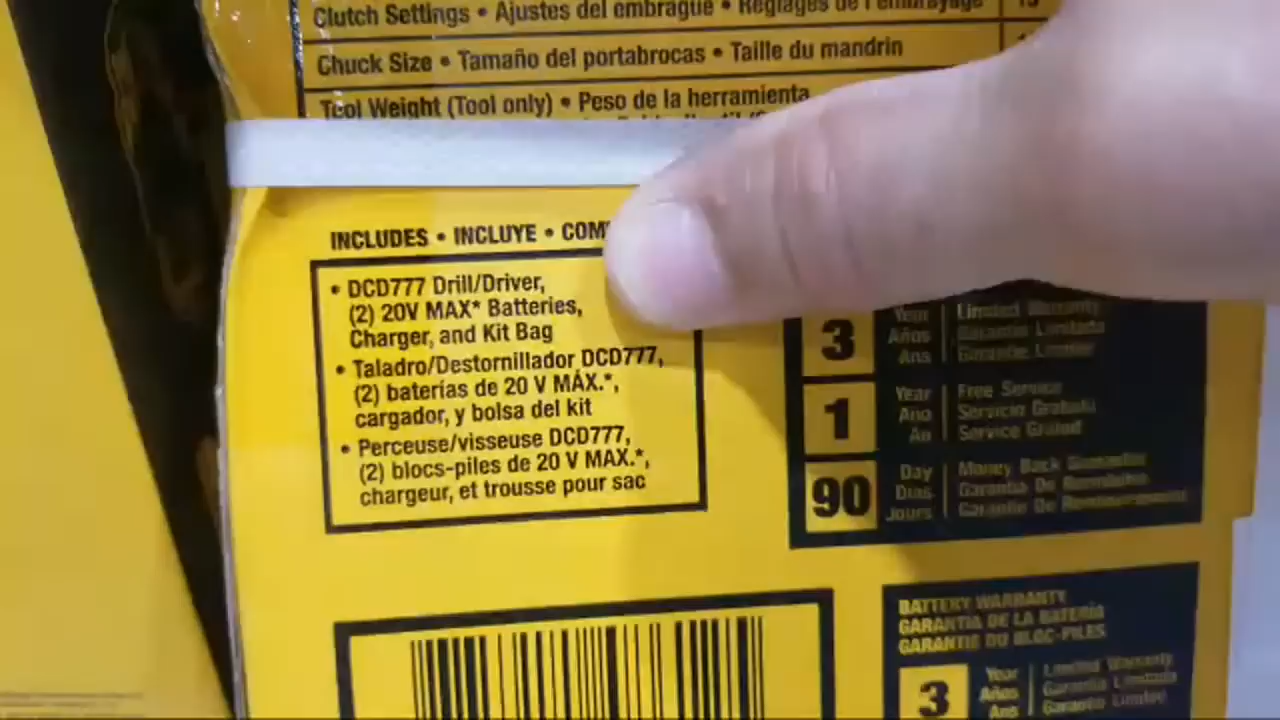 Clutch Settings • Ajustes del embrague • Réglages de l'embrayage
Chuck Size • Tamaño del portabrocas • Taille du mandrin
Tool Weight (Tool only) • Peso de la herramienta
INCLUDES • INCLUYE •
• DCD777 Drill/Driver,
(2) 20V MAX* Batteries,
Charger, and Kit Bag
• Taladro/Destornillador DCD777,
(2) baterías de 20 V MÁX.*,
cargador, y bolsa del kit
• Perceuse/visseuse DCD777,
(2) blocs-piles de 20 V MAX.*,
chargeur, et trousse pour sac
3
Year
Años
Ans
Limited Warranty
Garantía Limitada
Garantie Limitée
1
Year
Ano
An
Free Service
Servicio Gratuito
Service Gratuit
90
Day
Dias
Jours
Money Back Guarantee
Garantía De Reembolso
Garantie De Remboursement
BATTERY WARRANTY
GARANTÍA DE LA BATERÍA
GARANTIE DU BLOC-PILES
3
Year
Años
Ans
Limited Warranty
Garantía Limitada
Garantie Limitée